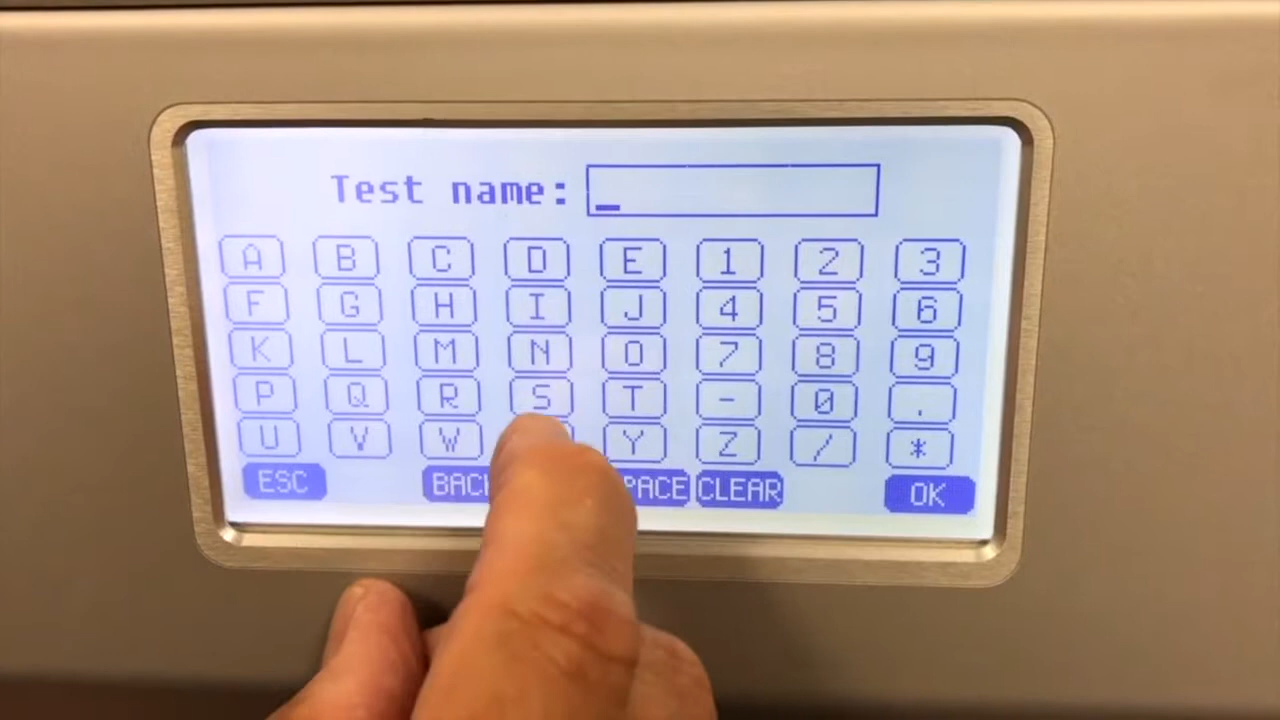 Test name: _
A B C D E 1 2 3
F G H I J 4 5 6
K L M N O 7 8 9
P Q R S T - 0 .
U V W Y Z / *
ESC CLEAR OK